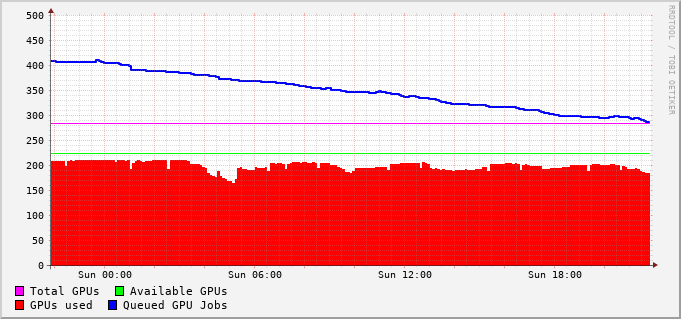 500
450
400
350
300
250
200
150
100
50
0
Sun 00:00 Sun 06:00 Sun 12:00 Sun 18:00
Total GPUs Available GPUs
GPUs used Queued GPU Jobs
RRDTOOL / TOBI OETIKER